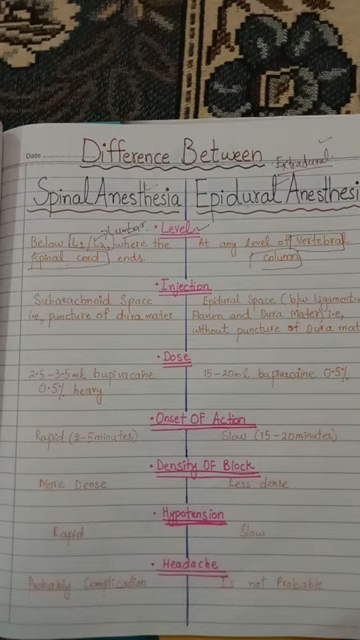 Date
Difference Between
Extradural
Spinal Anesthesia Epidural Anesthesi
Lumbar
• Level
Below L1/L2 where the At any level of vertebral
spinal cord ends column
• Injection
Subarachnoid Space Epidural Space (b/w ligaments
i.e, puncture of dura mater Flavum and Dura Mater) i.e,
without puncture of Dura mat
• Dose
2.5-3.5ml bupivacaine 15-20ml bupivacaine 0.5%
0.5% heavy
• Onset OF Action
Rapid (2-5minutes) Slow (15-20minutes)
• Density OF Block
More Dense Less dense
• Hypotension
Rapid Slow
• Headache
Probably Complication Is not Probable